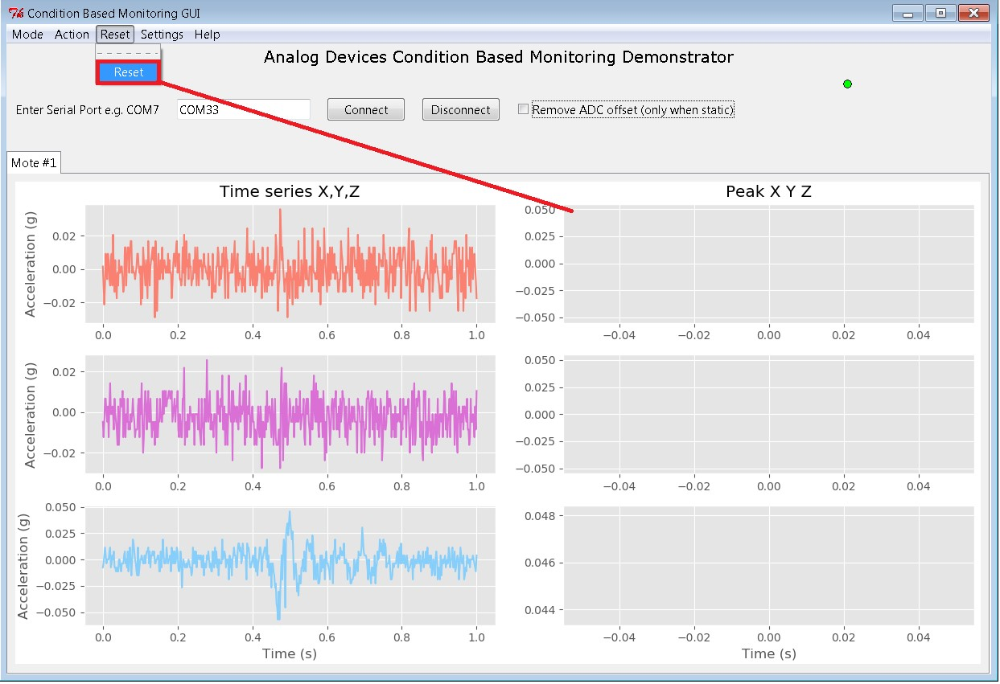 Condition Based Monitoring GUI
Mode Action Reset Settings Help
Reset
Analog Devices Condition Based Monitoring Demonstrator
Enter Serial Port e.g. COM7 COM33 Connect Disconnect Remove ADC offset (only when static)
Mote #1
Time series X,Y,Z
Acceleration (g)
0.02
0.00
−0.02
0.0 0.2 0.4 0.6 0.8 1.0
Acceleration (g)
0.02
0.00
−0.02
0.0 0.2 0.4 0.6 0.8 1.0
Acceleration (g)
0.050
0.025
0.000
−0.025
−0.050
0.0 0.2 0.4 0.6 0.8 1.0
Time (s)
Peak X Y Z
0.050
0.025
0.000
−0.025
−0.050
−0.04 −0.02 0.00 0.02 0.04
0.050
0.025
0.000
−0.025
−0.050
−0.04 −0.02 0.00 0.02 0.04
0.048
0.046
0.044
−0.04 −0.02 0.00 0.02 0.04
Time (s)